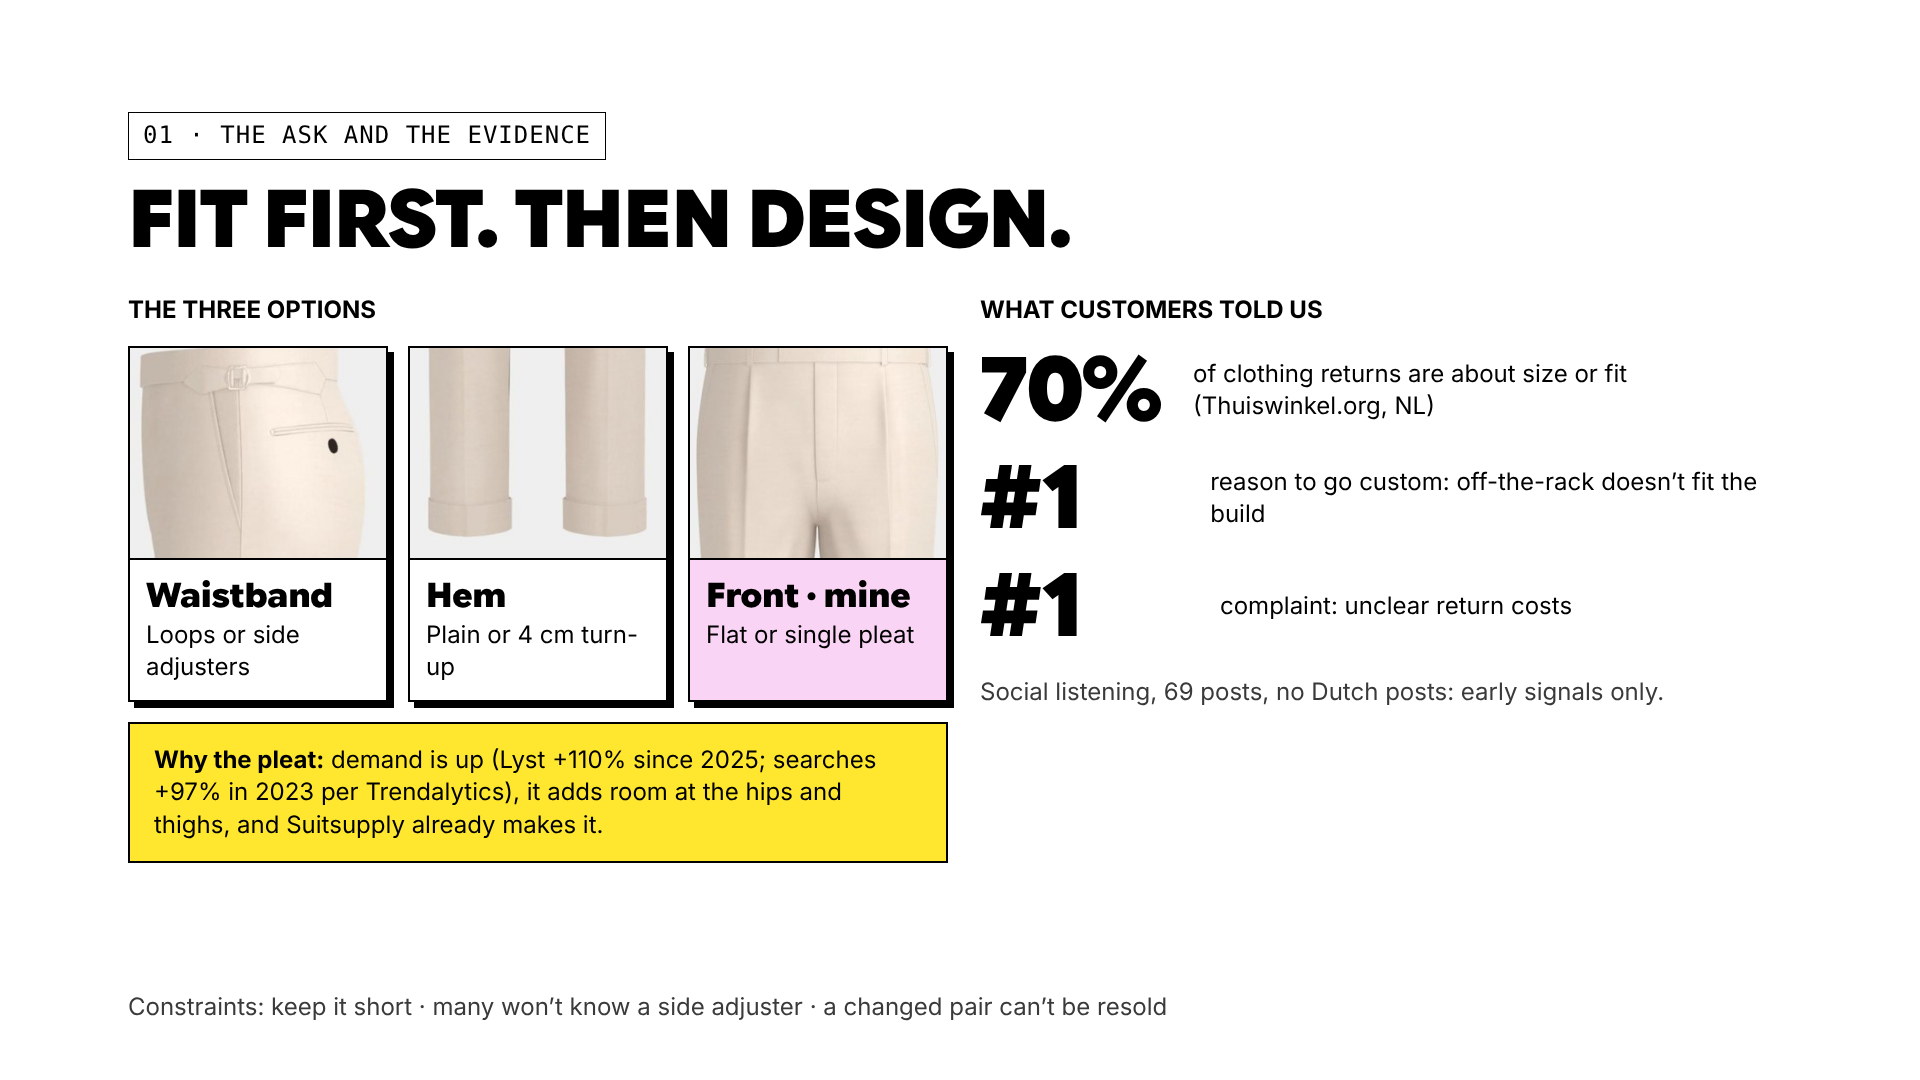 01 · THE ASK AND THE EVIDENCE
FIT FIRST. THEN DESIGN.
THE THREE OPTIONS
Waistband
Loops or side
adjusters
Hem
Plain or 4 cm turn-
up
Front · mine
Flat or single pleat
Why the pleat: demand is up (Lyst +110% since 2025; searches
+97% in 2023 per Trendalytics), it adds room at the hips and
thighs, and Suitsupply already makes it.
WHAT CUSTOMERS TOLD US
70%
of clothing returns are about size or fit
(Thuiswinkel.org, NL)
#1
reason to go custom: off-the-rack doesn’t fit the
build
#1
complaint: unclear return costs
Social listening, 69 posts, no Dutch posts: early signals only.
Constraints: keep it short · many won’t know a side adjuster · a changed pair can’t be resold